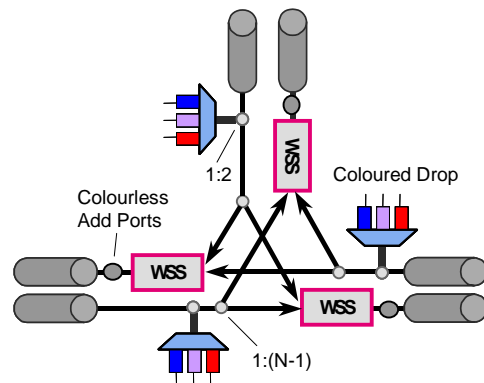 WSS
1:2
Coloured Drop
Colourless
Add Ports
WSS
WSS
1:(N-1)